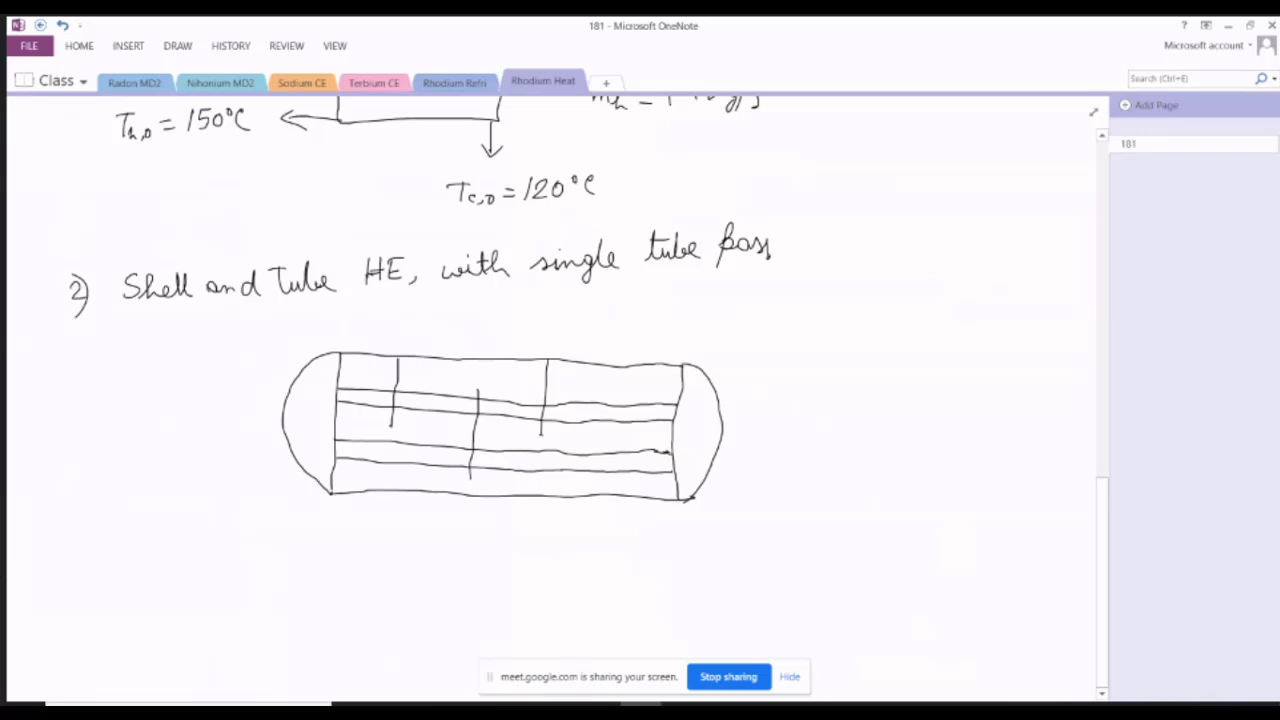 181 - Microsoft OneNote
?
FILE HOME INSERT DRAW HISTORY REVIEW VIEW
Microsoft account
Class Radon MD2 Nihonium MD2 Sodium CE Terbium CE Rhodium Refri Rhodium Heat +
Search (Ctrl+E)
Add Page
181
Th,o = 150°C
Tc,o = 120°C
2) Shell and Tube HE, with single tube pass
meet.google.com is sharing your screen. Stop sharing Hide